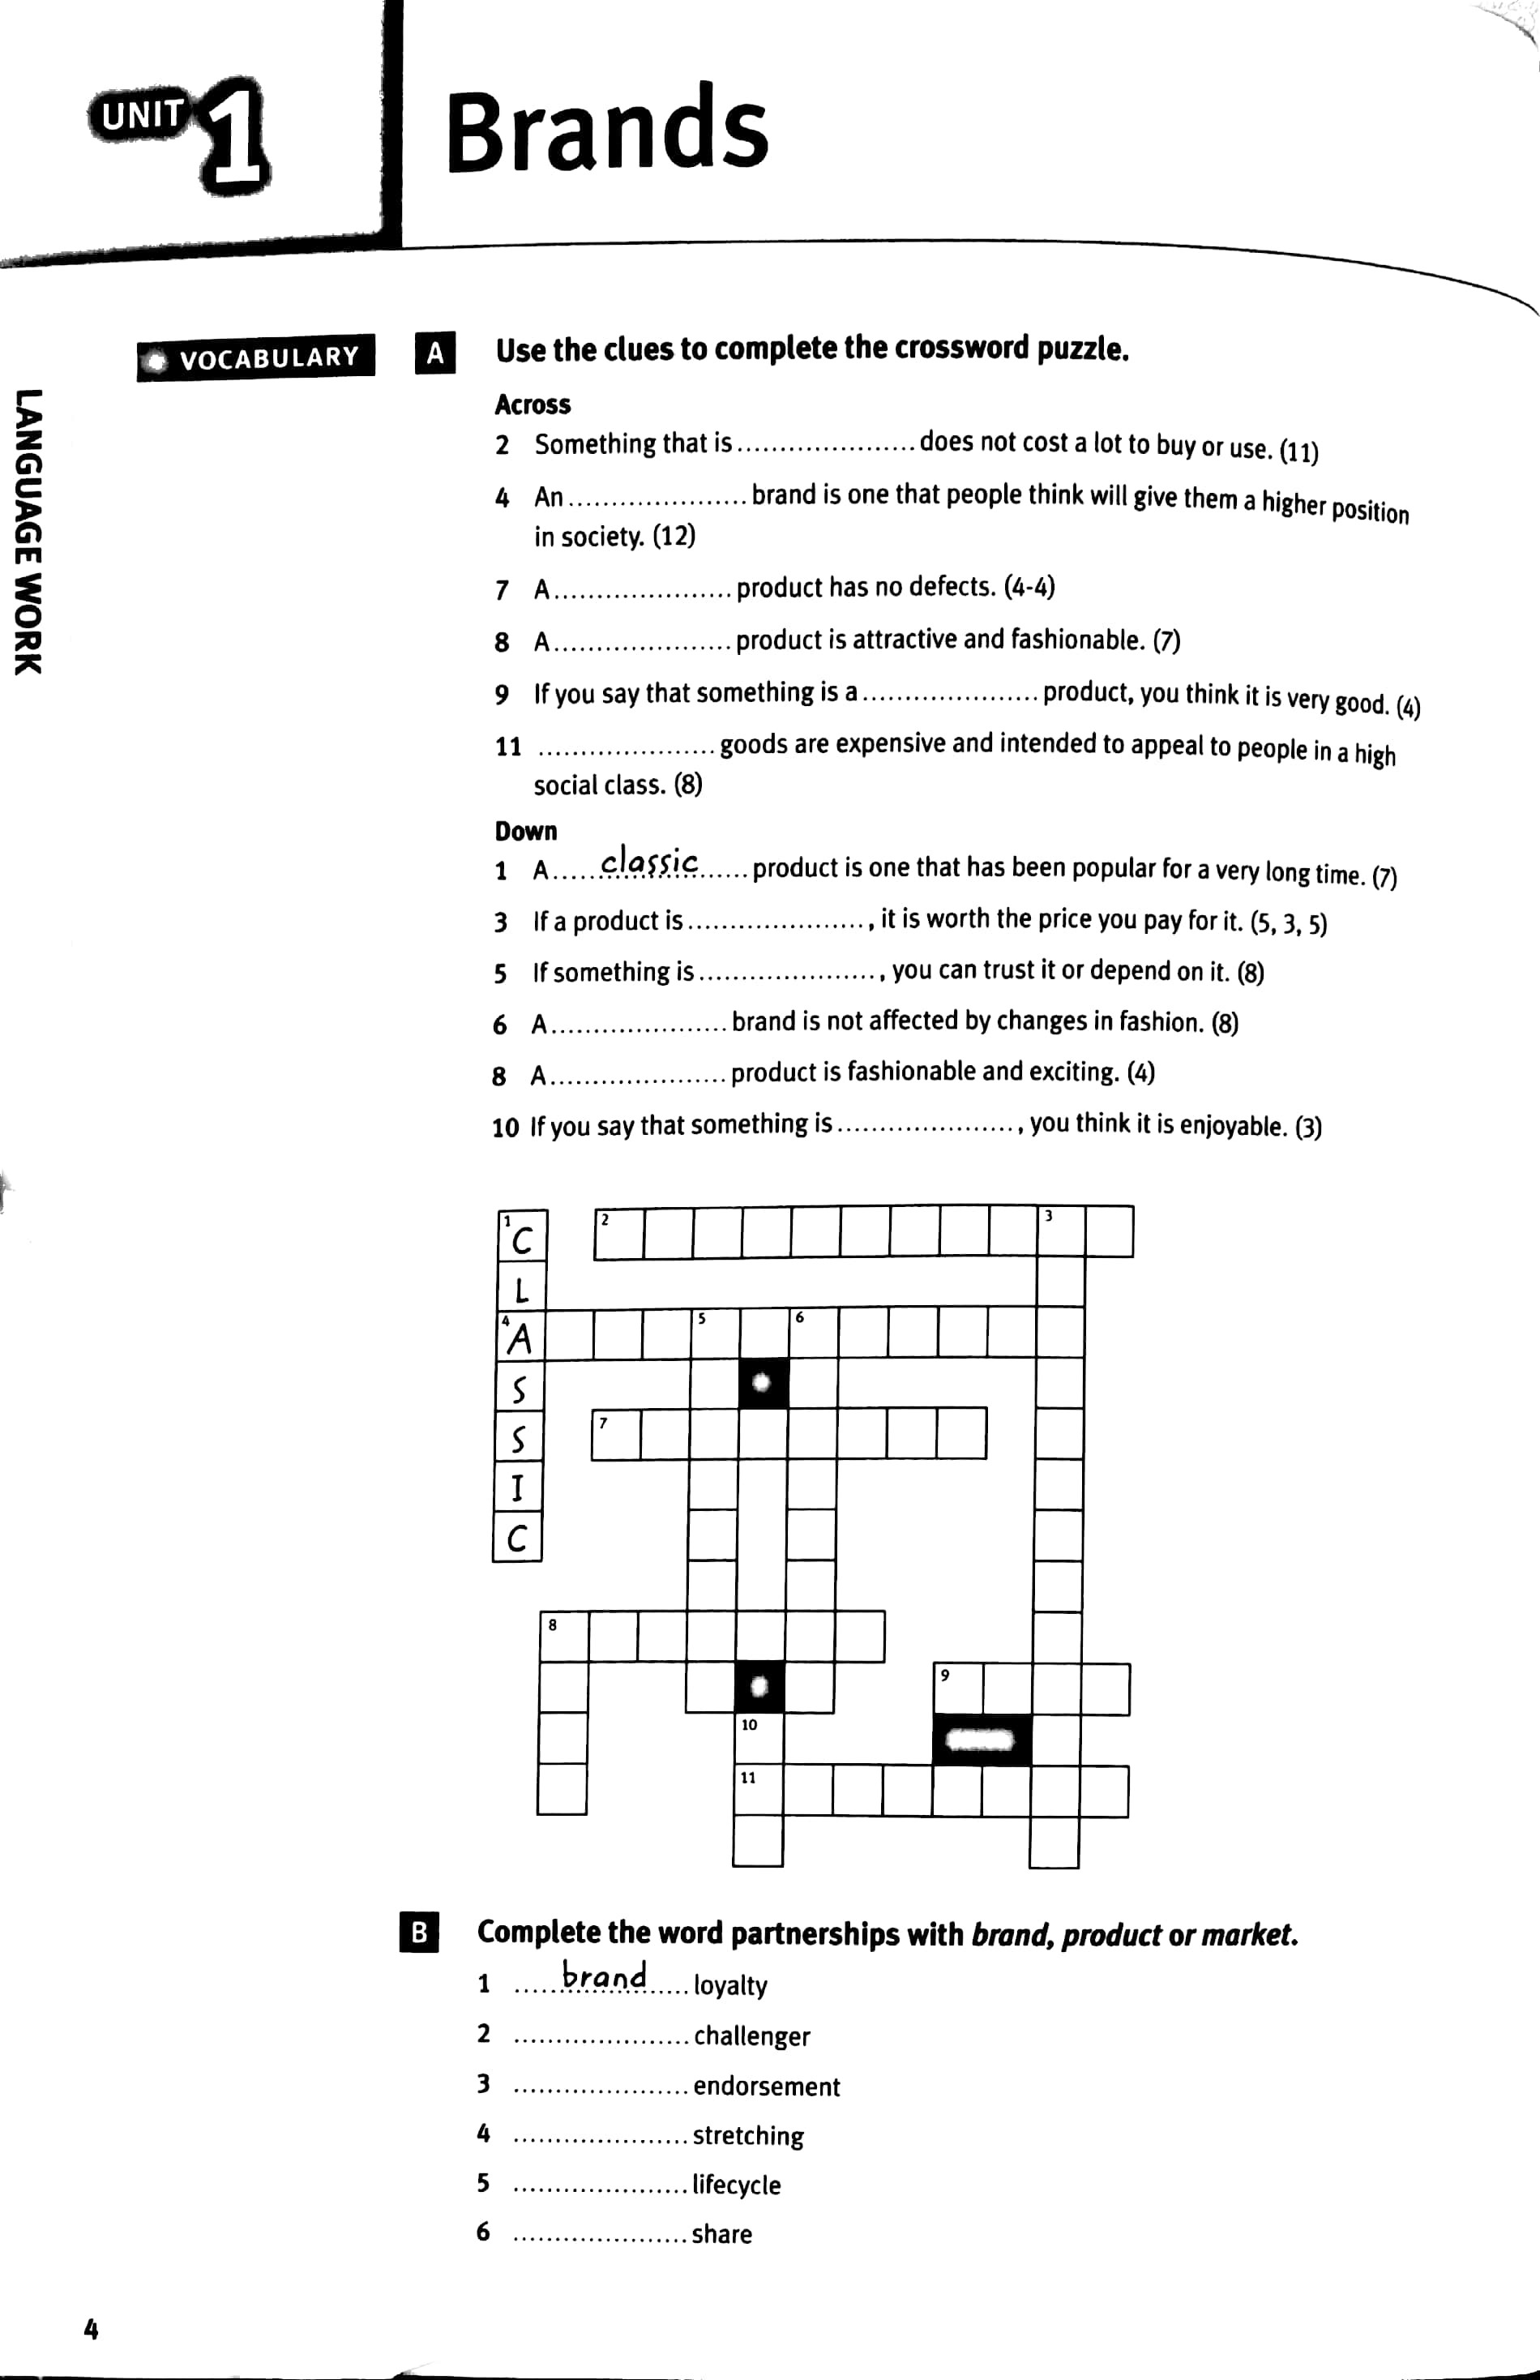 UNIT 1
Brands
LANGUAGE WORK
VOCABULARY
A Use the clues to complete the crossword puzzle.
Across
2 Something that is ..................... does not cost a lot to buy or use. (11)
4 An ..................... brand is one that people think will give them a higher position
in society. (12)
7 A ..................... product has no defects. (4-4)
8 A ..................... product is attractive and fashionable. (7)
9 If you say that something is a ..................... product, you think it is very good. (4)
11 ..................... goods are expensive and intended to appeal to people in a high
social class. (8)
Down
1 A ..... classic ...... product is one that has been popular for a very long time. (7)
3 If a product is ....................., it is worth the price you pay for it. (5, 3, 5)
5 If something is ....................., you can trust it or depend on it. (8)
6 A ..................... brand is not affected by changes in fashion. (8)
8 A ..................... product is fashionable and exciting. (4)
10 If you say that something is ....................., you think it is enjoyable. (3)
1 C 2 3
L
4 A 5 6
S
S 7
I
C
8
9
10
11
B Complete the word partnerships with brand, product or market.
1 ..... brand ..... loyalty
2 ..................... challenger
3 ..................... endorsement
4 ..................... stretching
5 ..................... lifecycle
6 ..................... share
4